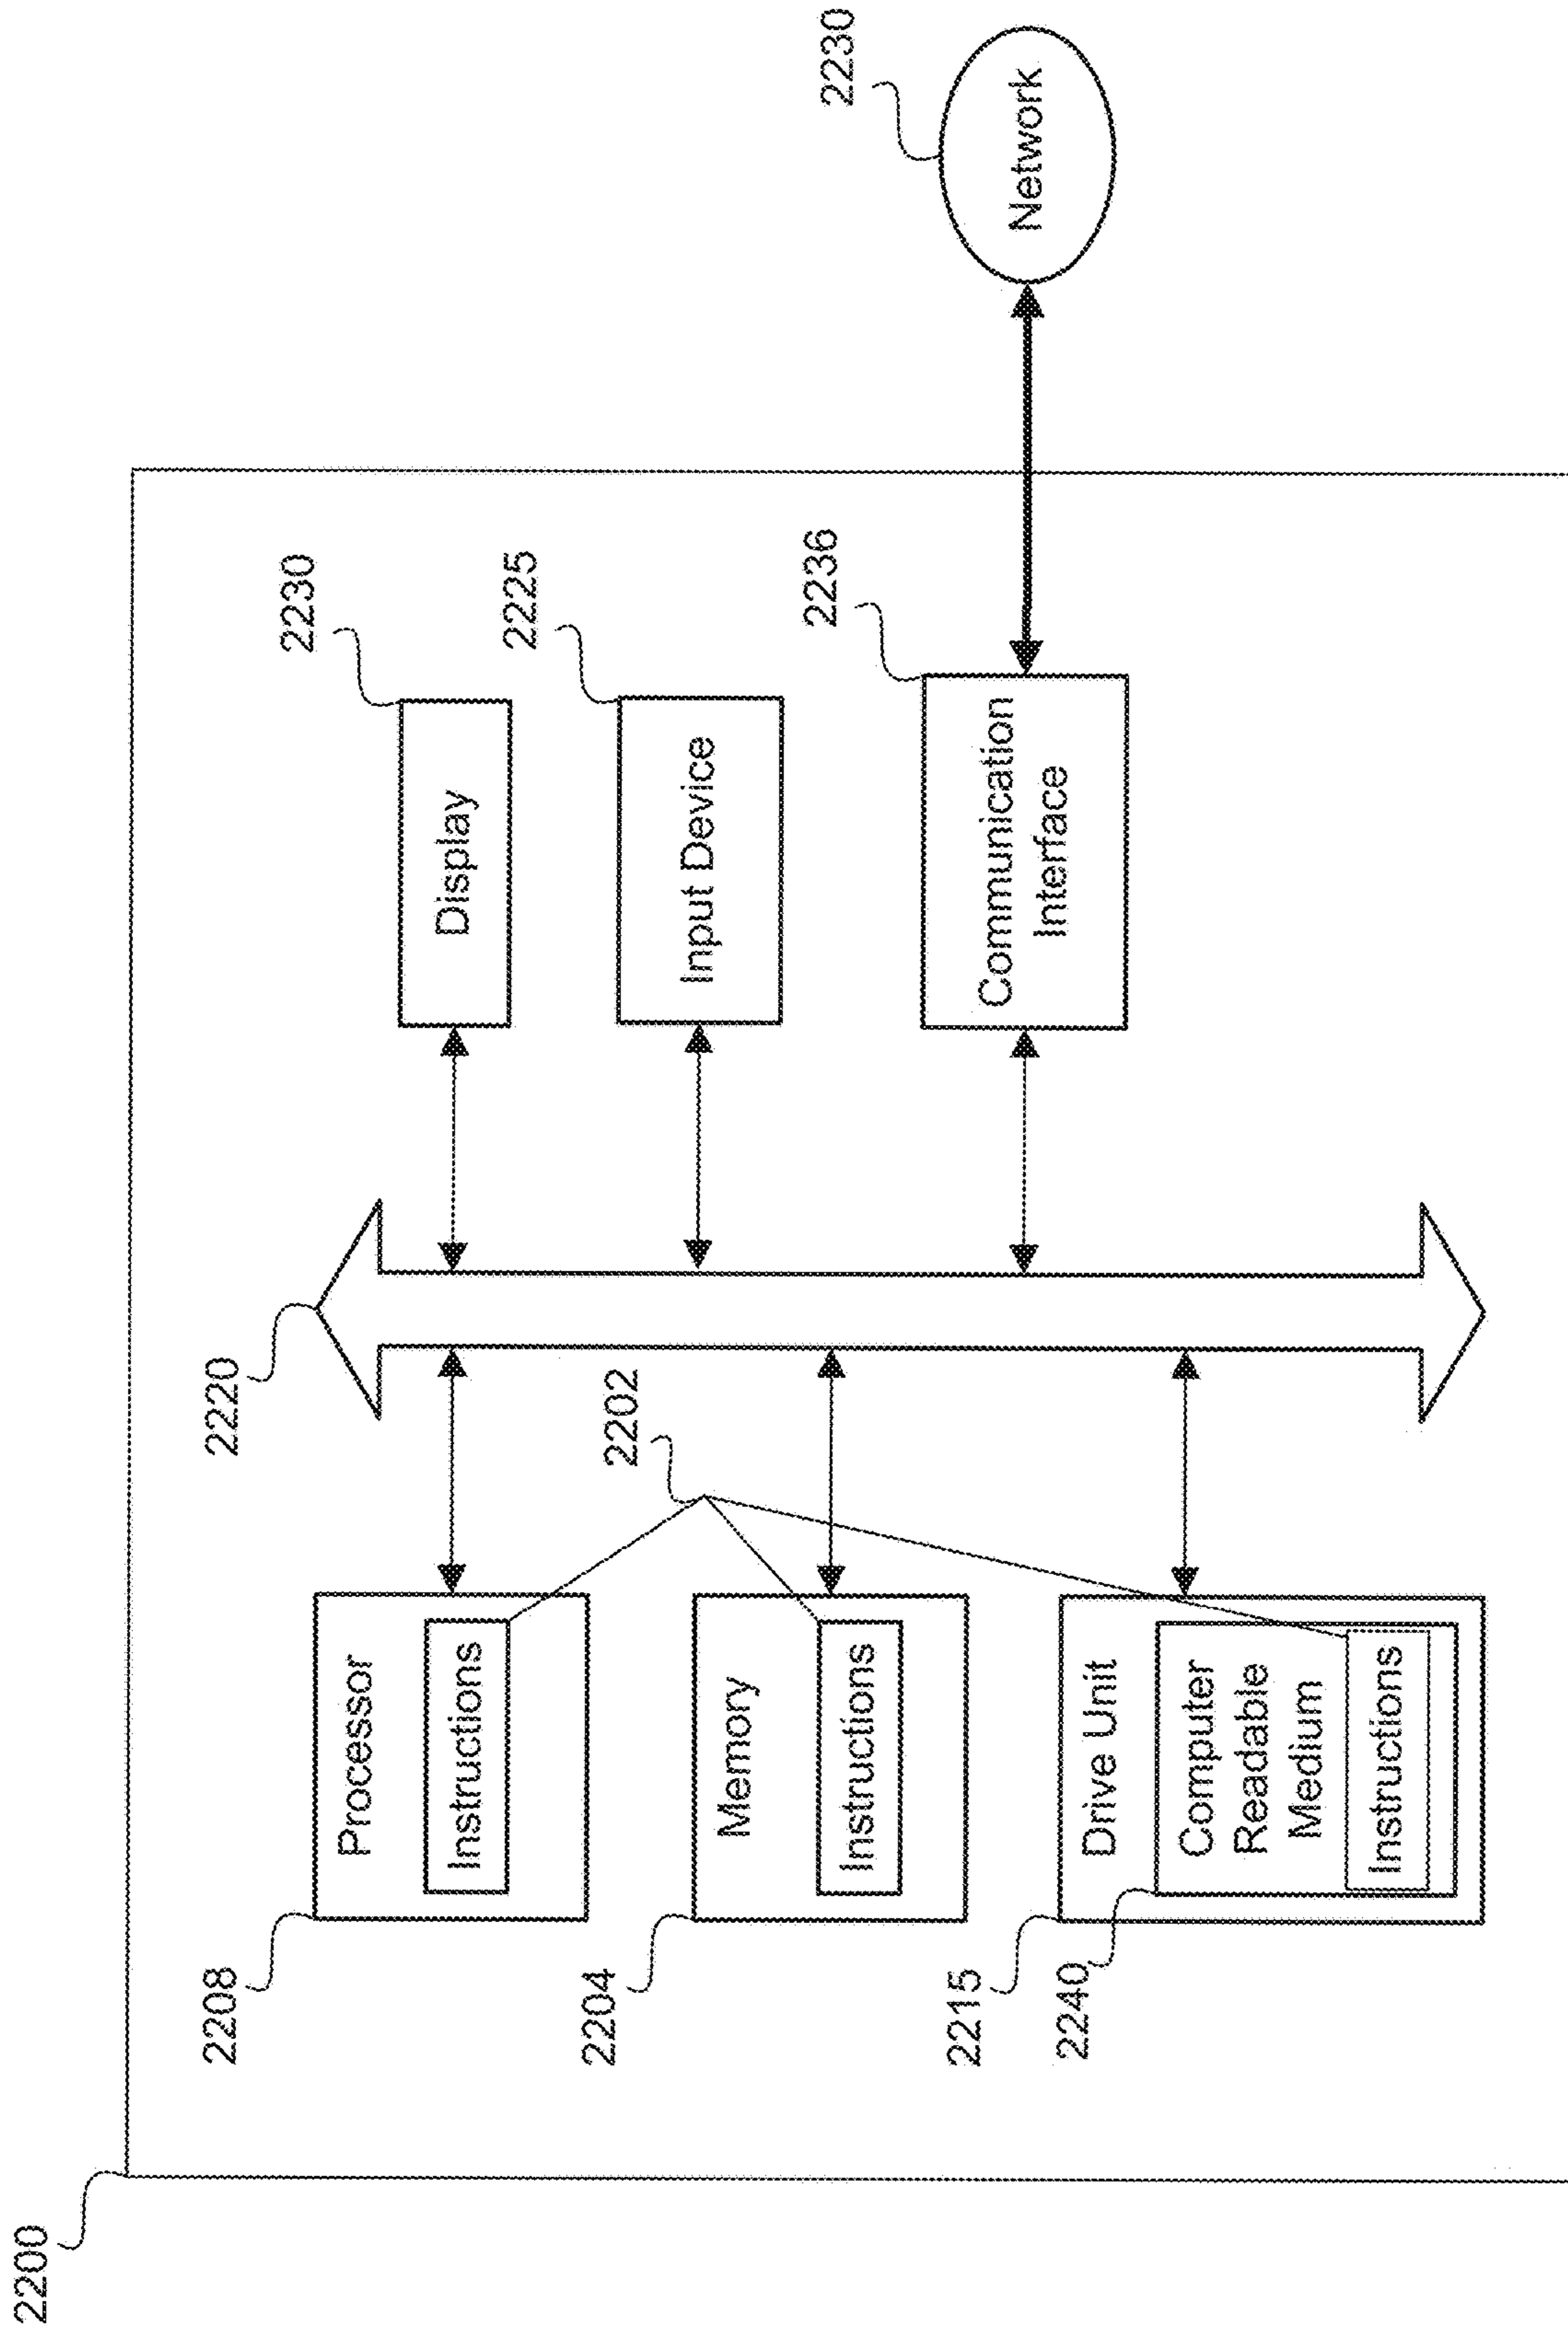 2200
2208
Processor
Instructions
2204
Memory
Instructions
2215
2240
Drive Unit
Computer
Readable
Medium
Instructions
2220
2202
2230
Display
2225
Input Device
2236
Communication
Interface
2230
Network